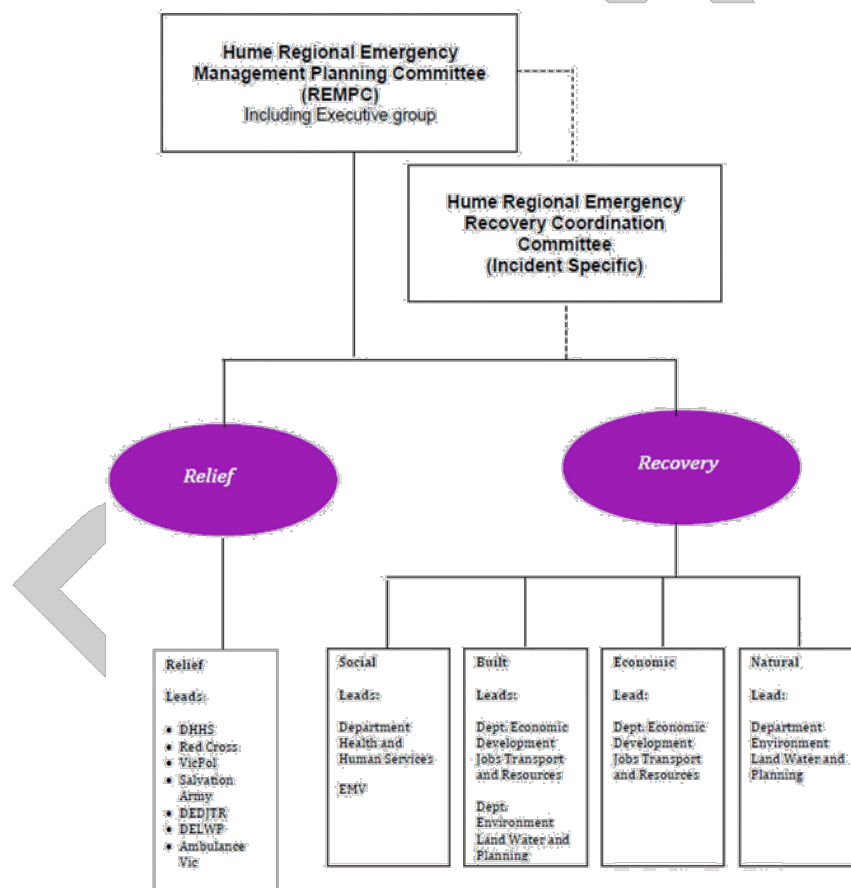 Hume Regional Emergency
Management Planning Committee
(REMPC)
Including Executive group
Hume Regional Emergency
Recovery Coordination
Committee
(Incident Specific)
Relief
Recovery
Relief
Leads:
DHHS
Red Cross
VicPol
Salvation
Army
DEDJTR
DELWP
Ambulance
Vic
Social
Leads:
Department
Health and
Human Services
EMV
Built
Leads:
Dept. Economic
Development
Jobs Transport
and Resources
Dept.
Environment
Land Water and
Planning
Economic
Lead:
Dept. Economic
Development
Jobs Transport
and Resources
Natural
Lead:
Department
Environment
Land Water and
Planning